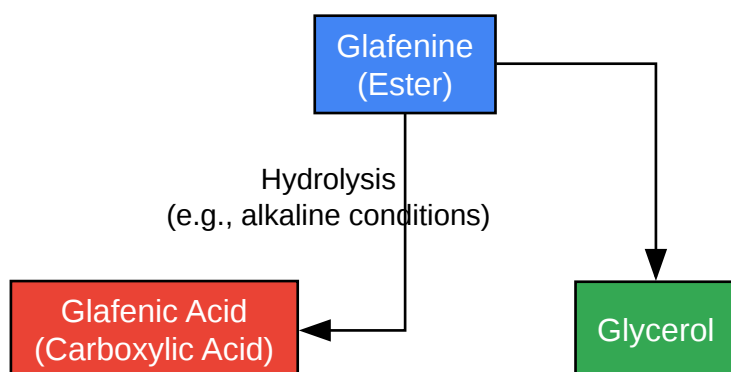 Glafenine
(Ester)
Hydrolysis
(e.g., alkaline conditions)
Glafenic Acid
(Carboxylic Acid)
Glycerol